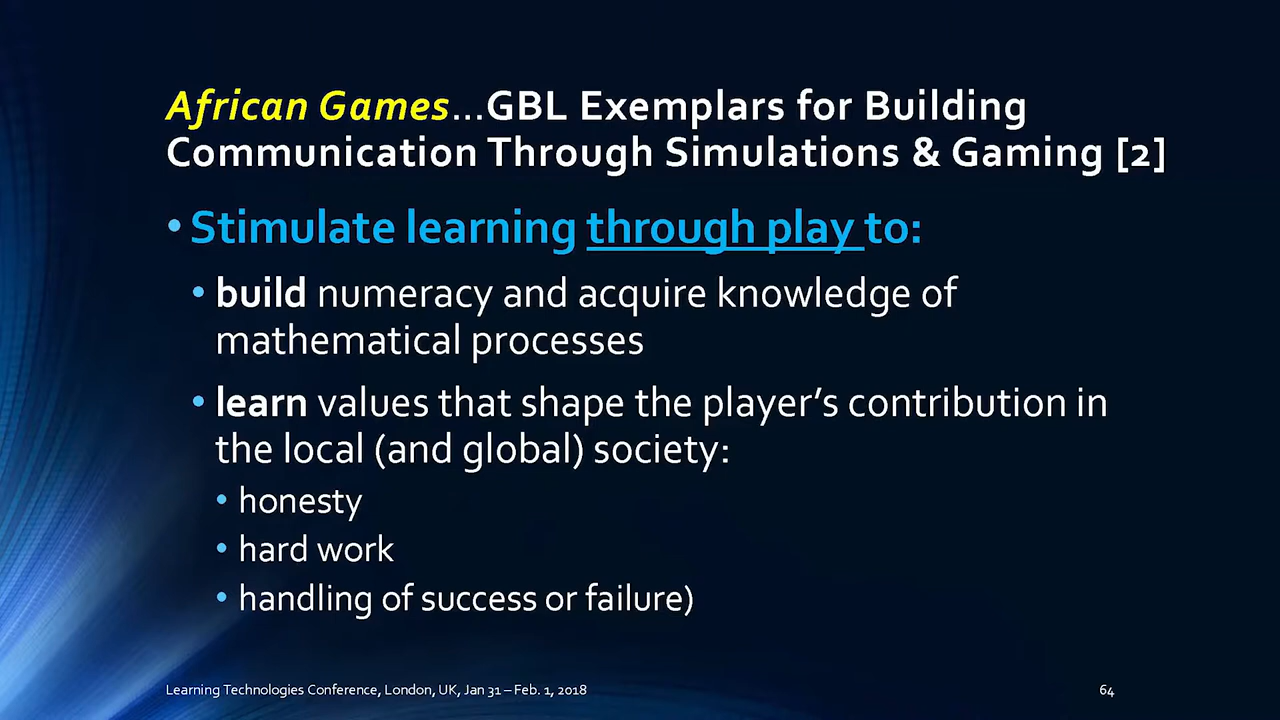 African Games...GBL Exemplars for Building
Communication Through Simulations & Gaming [2]
• Stimulate learning through play to:
• build numeracy and acquire knowledge of
mathematical processes
• learn values that shape the player’s contribution in
the local (and global) society:
• honesty
• hard work
• handling of success or failure)
Learning Technologies Conference, London, UK, Jan 31 – Feb. 1, 2018
64